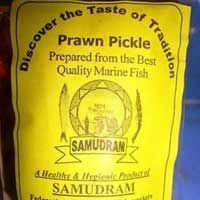 Discover the Taste of Tradition
Prawn Pickle
Prepared from the Best
Quality Marine Fish
SAMUDRAM
A Healthy & Hygienic Product of
SAMUDRAM